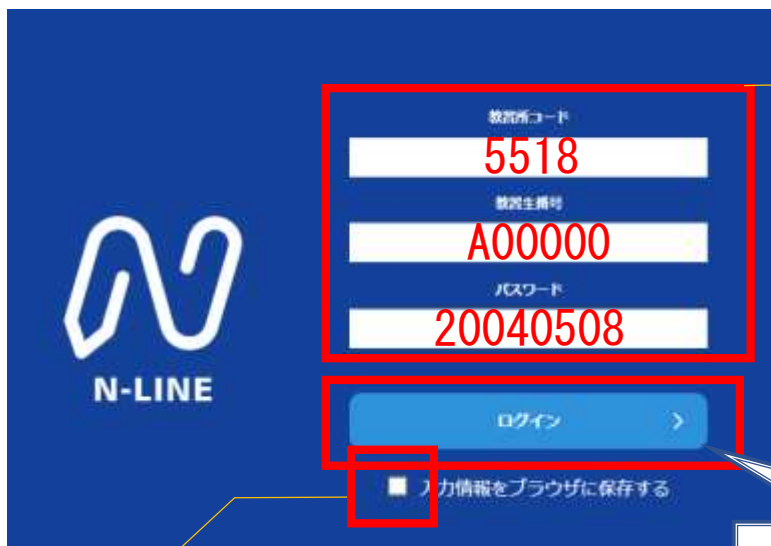 教習所コード
5518
教習生番号
A00000
パスワード
20040508
N-LINE
ログイン
入力情報をブラウザに保存する